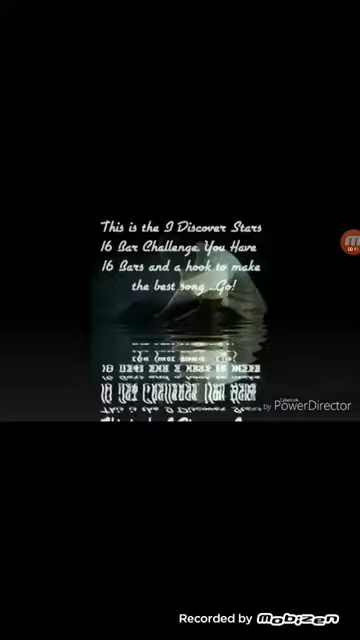 This is the I Discover Stars
16 Bar Challenge. You Have
16 Bars and a hook to make
the best song ...Go!
CyberLink
by PowerDirector
Recorded by mobizen